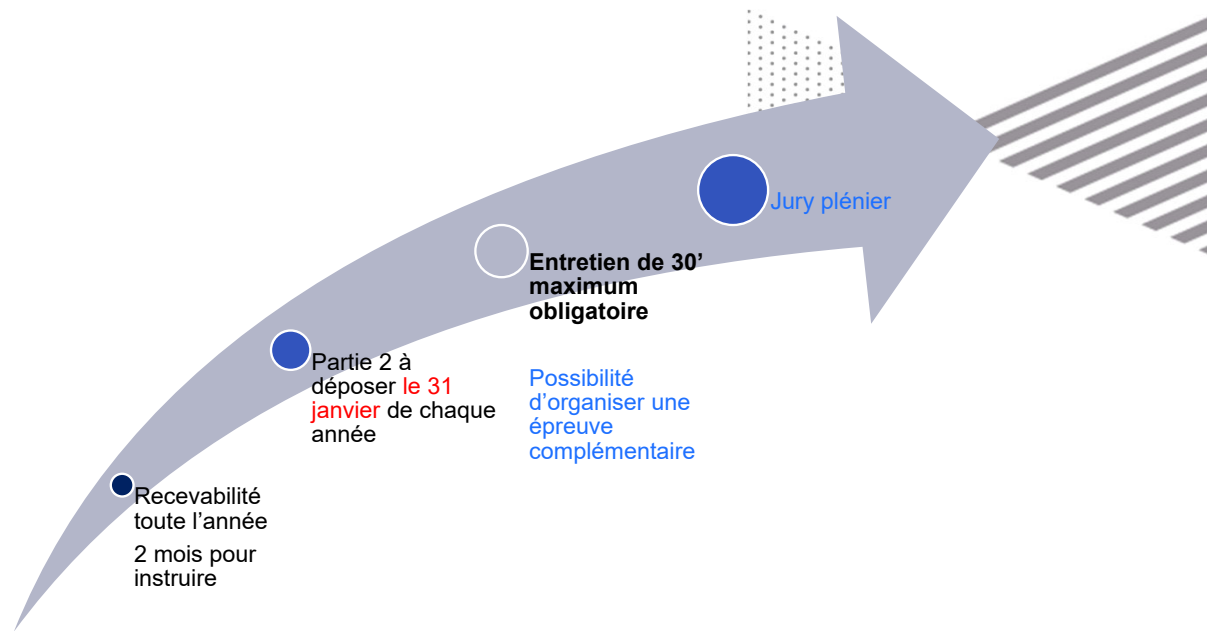 Recevabilité
toute l’année
2 mois pour
instruire
Partie 2 à
déposer le 31
janvier de chaque
année
Entretien de 30’
maximum
obligatoire
Possibilité
d’organiser une
épreuve
complémentaire
Jury plénier